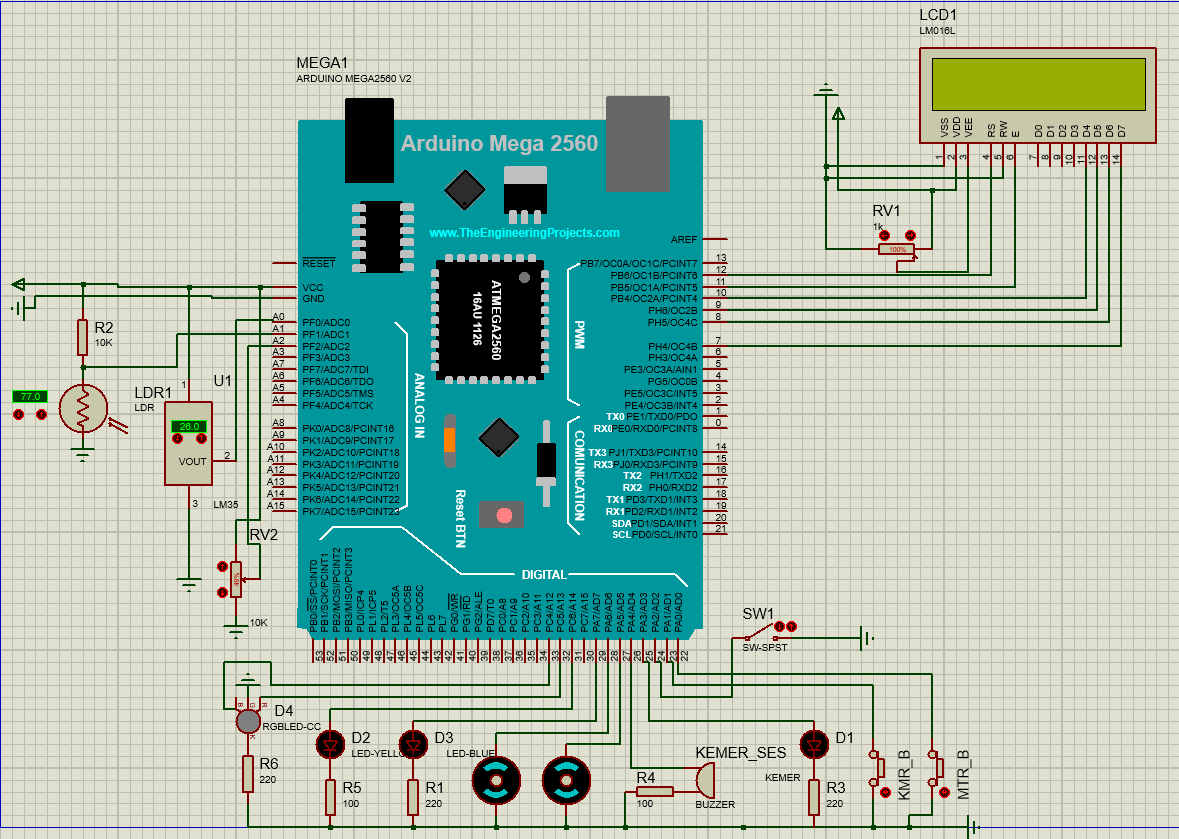 LCD1
LM016L
MEGA1
ARDUINO MEGA2560 V2
Arduino Mega 2560
www.TheEngineeringProjects.com
ATMEGA2560
16AU 1126
VSS
VDD
VEE
RS
RW
E
D0
D1
D2
D3
D4
D5
D6
D7
1
2
3
4
5
6
7
8
9
10
11
12
13
14
RV1
1k
100%
RESET
VCC
GND
A0 PF0/ADC0
A1 PF1/ADC1
A2 PF2/ADC2
A3 PF3/ADC3
A7 PF7/ADC7/TDI
A6 PF6/ADC6/TDO
A5 PF5/ADC5/TMS
A4 PF4/ADC4/TCK
A8 PK0/ADC8/PCINT16
A9 PK1/ADC9/PCINT17
A10 PK2/ADC10/PCINT18
A11 PK3/ADC11/PCINT19
A12 PK4/ADC12/PCINT20
A13 PK5/ADC13/PCINT21
A14 PK6/ADC14/PCINT22
A15 PK7/ADC15/PCINT23
ANALOG IN
AREF
PB7/OC0A/OC1C/PCINT7 13
PB6/OC1B/PCINT6 12
PB5/OC1A/PCINT5 11
PB4/OC2A/PCINT4 10
PH6/OC2B 9
PH5/OC4C 8
PH4/OC4B 7
PH3/OC4A 6
PE3/OC3A/AIN1 5
PG5/OC0B 4
PE5/OC3C/INT5 3
PE4/OC3B/INT4 2
TX0 PE1/TXD0/PDO 1
RX0 PE0/RXD0/PCINT8 0
TX3 PJ1/TXD3/PCINT10 14
RX3 PJ0/RXD3/PCINT9 15
TX2 PH1/TXD2 16
RX2 PH0/RXD2 17
TX1 PD3/TXD1/INT3 18
RX1 PD2/RXD1/INT2 19
SDA PD1/SDA/INT1 20
SCL PD0/SCL/INT0 21
PWM
COMUNICATION
Reset BTN
DIGITAL
PB0/SS/PCINT0
PB1/SCK/PCINT1
PB2/MOSI/PCINT2
PB3/MISO/PCINT3
PL0/ICP4
PL1/ICP5
PL2/T5
PL3/OC5A
PL4/OC5B
PL5/OC5C
PL6
PL7
PG0/WR
PG1/RD
PG2/ALE
PD7/T0
PC0/A8
PC1/A9
PC2/A10
PC3/A11
PC4/A12
PC5/A13
PC6/A14
PC7/A15
PA7/AD7
PA6/AD6
PA5/AD5
PA4/AD4
PA3/AD3
PA2/AD2
PA1/AD1
PA0/AD0
53
52
51
50
49
48
47
46
45
44
43
42
41
40
39
38
37
36
35
34
33
32
31
30
29
28
27
26
25
24
23
22
R2
10K
77.0
LDR1
LDR
U1
1
26.0
VOUT
2
3
LM35
RV2
10K
SW1
SW-SPST
D4
RGBLED-CC
R6
220
D2
LED-YELLO
R5
100
D3
LED-BLUE
R1
220
KEMER_SES
R4
100
BUZZER
D1
KEMER
R3
220
KMR_B
MTR_B